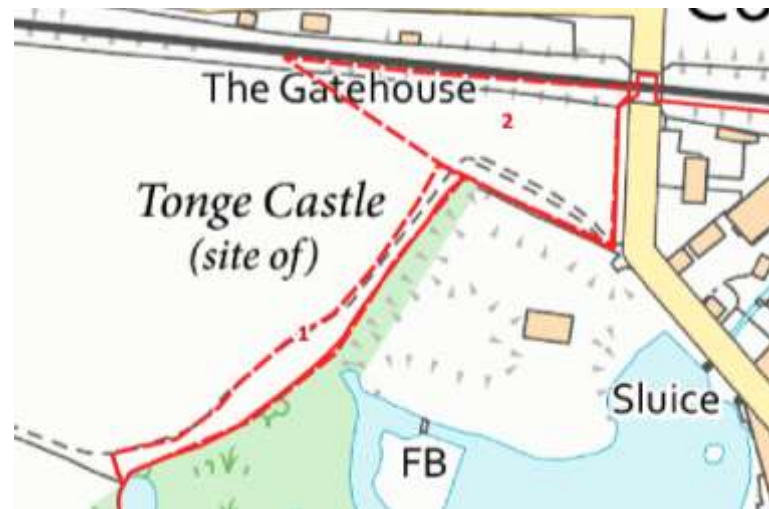 The Gatehouse
2
Tonge Castle
(site of)
1
Sluice
FB